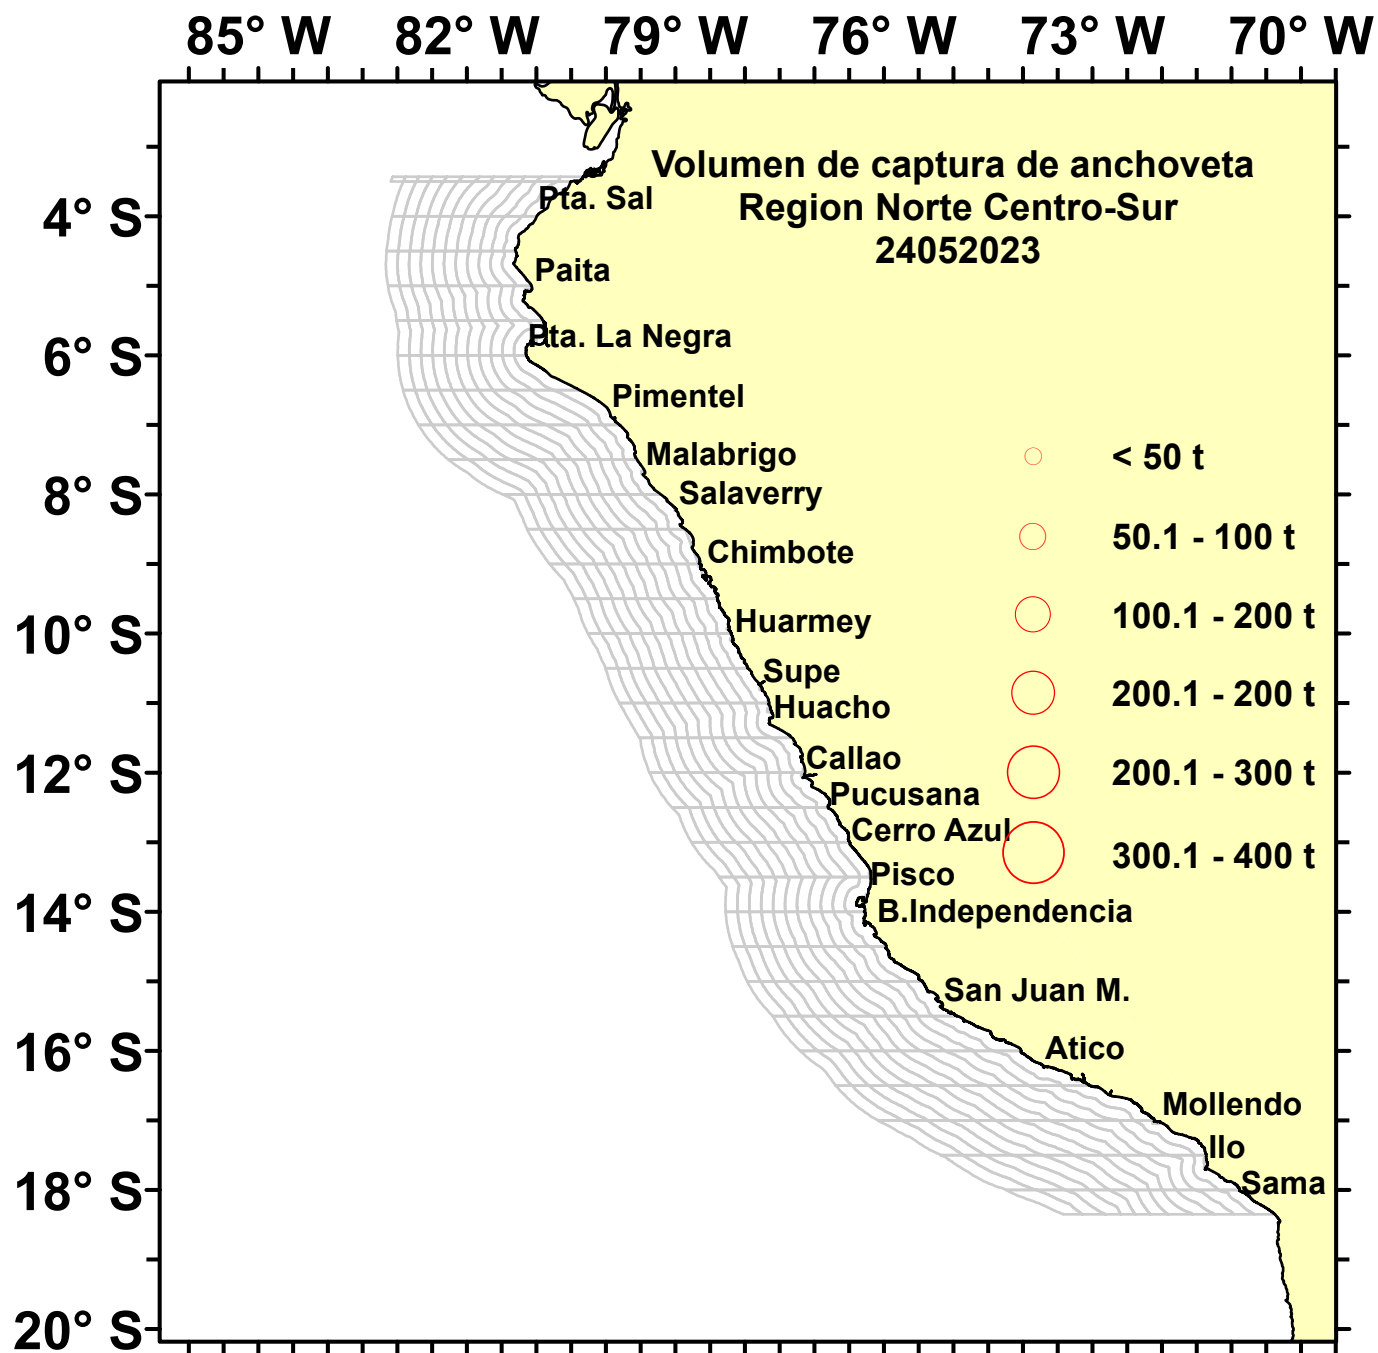 85° W 82° W 79° W 76° W 73° W 70° W
Volumen de captura de anchoveta
Region Norte Centro-Sur
24052023
4° S
6° S
8° S
10° S
12° S
14° S
16° S
18° S
20° S
Pta. Sal
Paita
Pta. La Negra
Pimentel
Malabrigo
Salaverry
Chimbote
Huarmey
Supe
Huacho
Callao
Pucusana
Cerro Azul
Pisco
B.Independencia
San Juan M.
Atico
Mollendo
Ilo
Sama
< 50 t
50.1 - 100 t
100.1 - 200 t
200.1 - 200 t
200.1 - 300 t
300.1 - 400 t